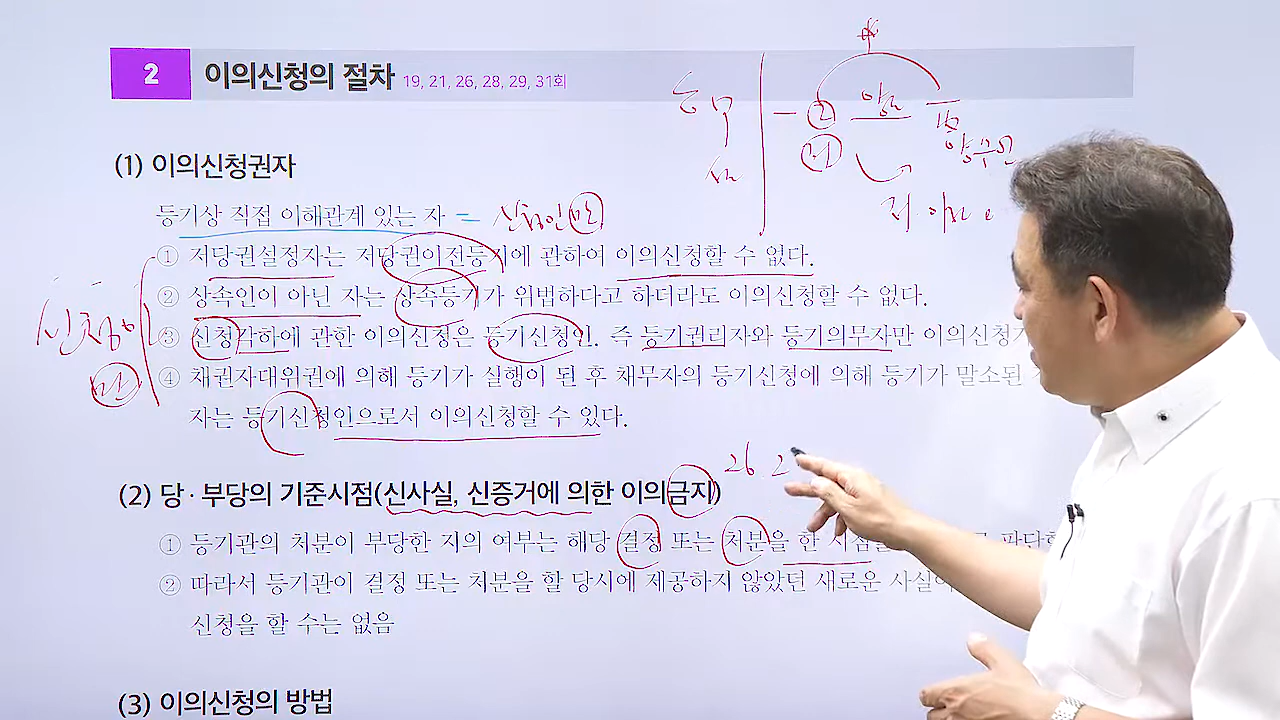 2 이의신청의 절차 19, 21, 26, 28, 29, 31회
(1) 이의신청권자
등기상 직접 이해관계 있는 자 = 신청인 만
① 저당권설정자는 저당권이전등기에 관하여 이의신청할 수 없다.
② 상속인이 아닌 자는 상속등기가 위법하다고 하더라도 이의신청할 수 없다.
③ 신청각하에 관한 이의신청은 등기신청인. 즉 등기권리자와 등기의무자만 이의신청
④ 채권자대위권에 의해 등기가 실행이 된 후 채무자의 등기신청에 의해 등기가 말소된
자는 등기신청인으로서 이의신청할 수 있다.
신청인
만
양도
양수인
26 2
(2) 당·부당의 기준시점(신사실, 신증거에 의한 이의금지)
① 등기관의 처분이 부당한 지의 여부는 해당 결정 또는 처분을 한 시점을
② 따라서 등기관이 결정 또는 처분을 할 당시에 제공하지 않았던 새로운
신청을 할 수는 없음
(3) 이의신청의 방법